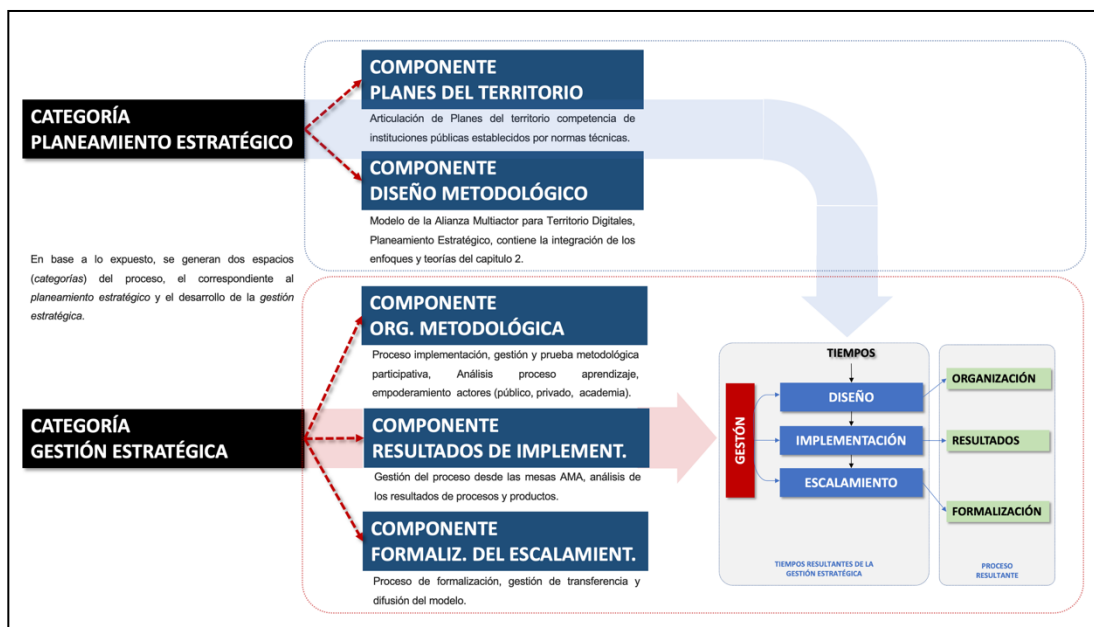 CATEGORÍA
PLANEAMIENTO ESTRATÉGICO
COMPONENTE
PLANES DEL TERRITORIO
Articulación de Planes del territorio competencia de
instituciones públicas establecidos por normas técnicas.
COMPONENTE
DISEÑO METODOLÓGICO
Modelo de la Alianza Multiactor para Territorio Digitales,
Planeamiento Estratégico, contiene la integración de los
enfoques y teorías del capitulo 2.
En base a lo expuesto, se generan dos espacios
(categorías) del proceso, el correspondiente al
planeamiento estratégico y el desarrollo de la gestión
estratégica.
CATEGORÍA
GESTIÓN ESTRATÉGICA
COMPONENTE
ORG. METODOLÓGICA
Proceso implementación, gestión y prueba metodológica
participativa, Análisis proceso aprendizaje,
empoderamiento actores (público, privado, academia).
COMPONENTE
RESULTADOS DE IMPLEMENT.
Gestión del proceso desde las mesas AMA, análisis de
los resultados de procesos y productos.
COMPONENTE
FORMALIZ. DEL ESCALAMIENT.
Proceso de formalización, gestión de transferencia y
difusión del modelo.
GESTIÓN
TIEMPOS
DISEÑO
IMPLEMENTACIÓN
ESCALAMIENTO
TIEMPOS RESULTANTES DE LA
GESTIÓN ESTRATÉGICA
ORGANIZACIÓN
RESULTADOS
FORMALIZACIÓN
PROCESO
RESULTANTE